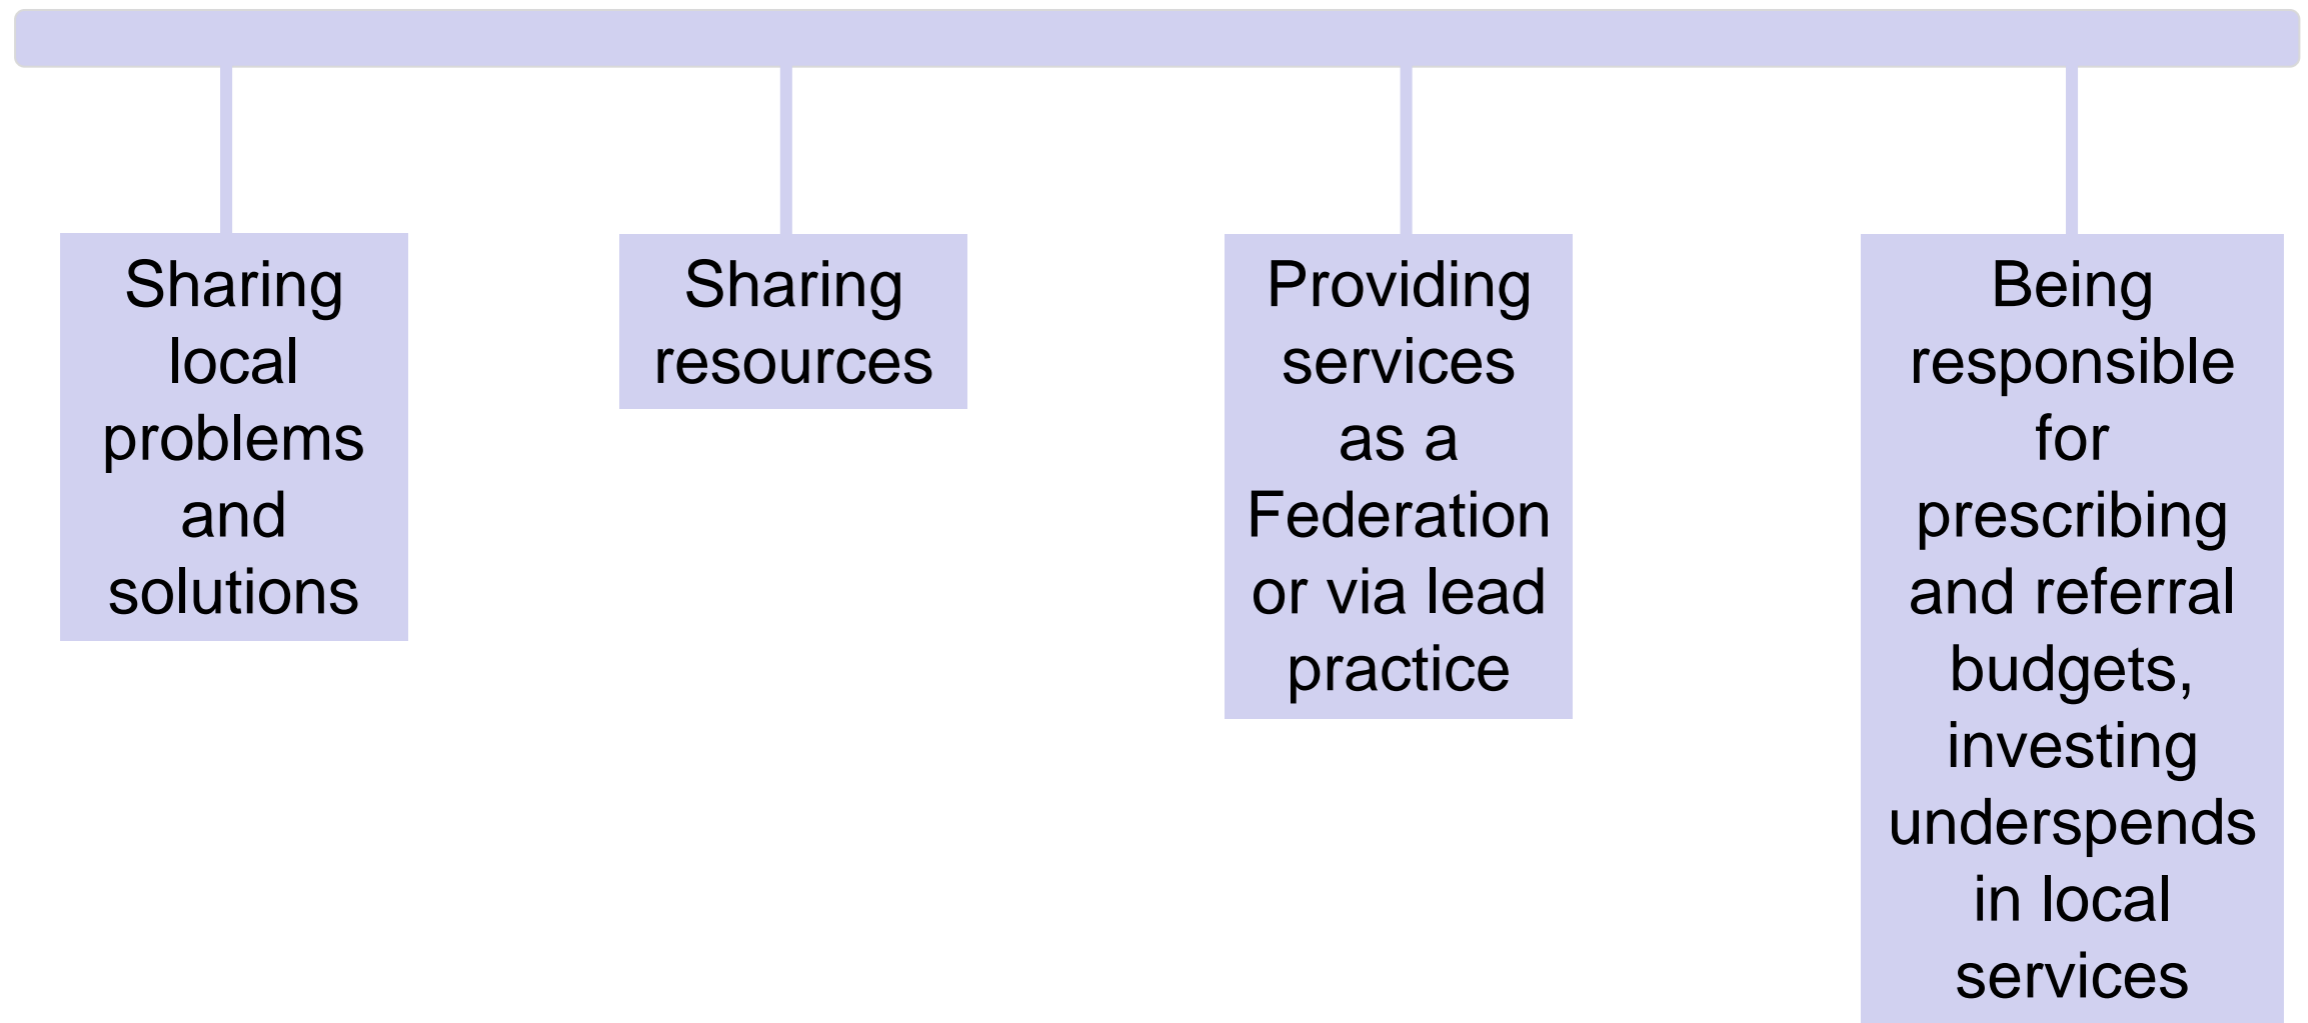 Sharing
local
problems
and
solutions
Sharing
resources
Providing
services
as a
Federation
or via lead
practice
Being
responsible
for
prescribing
and referral
budgets,
investing
underspends
in local
services